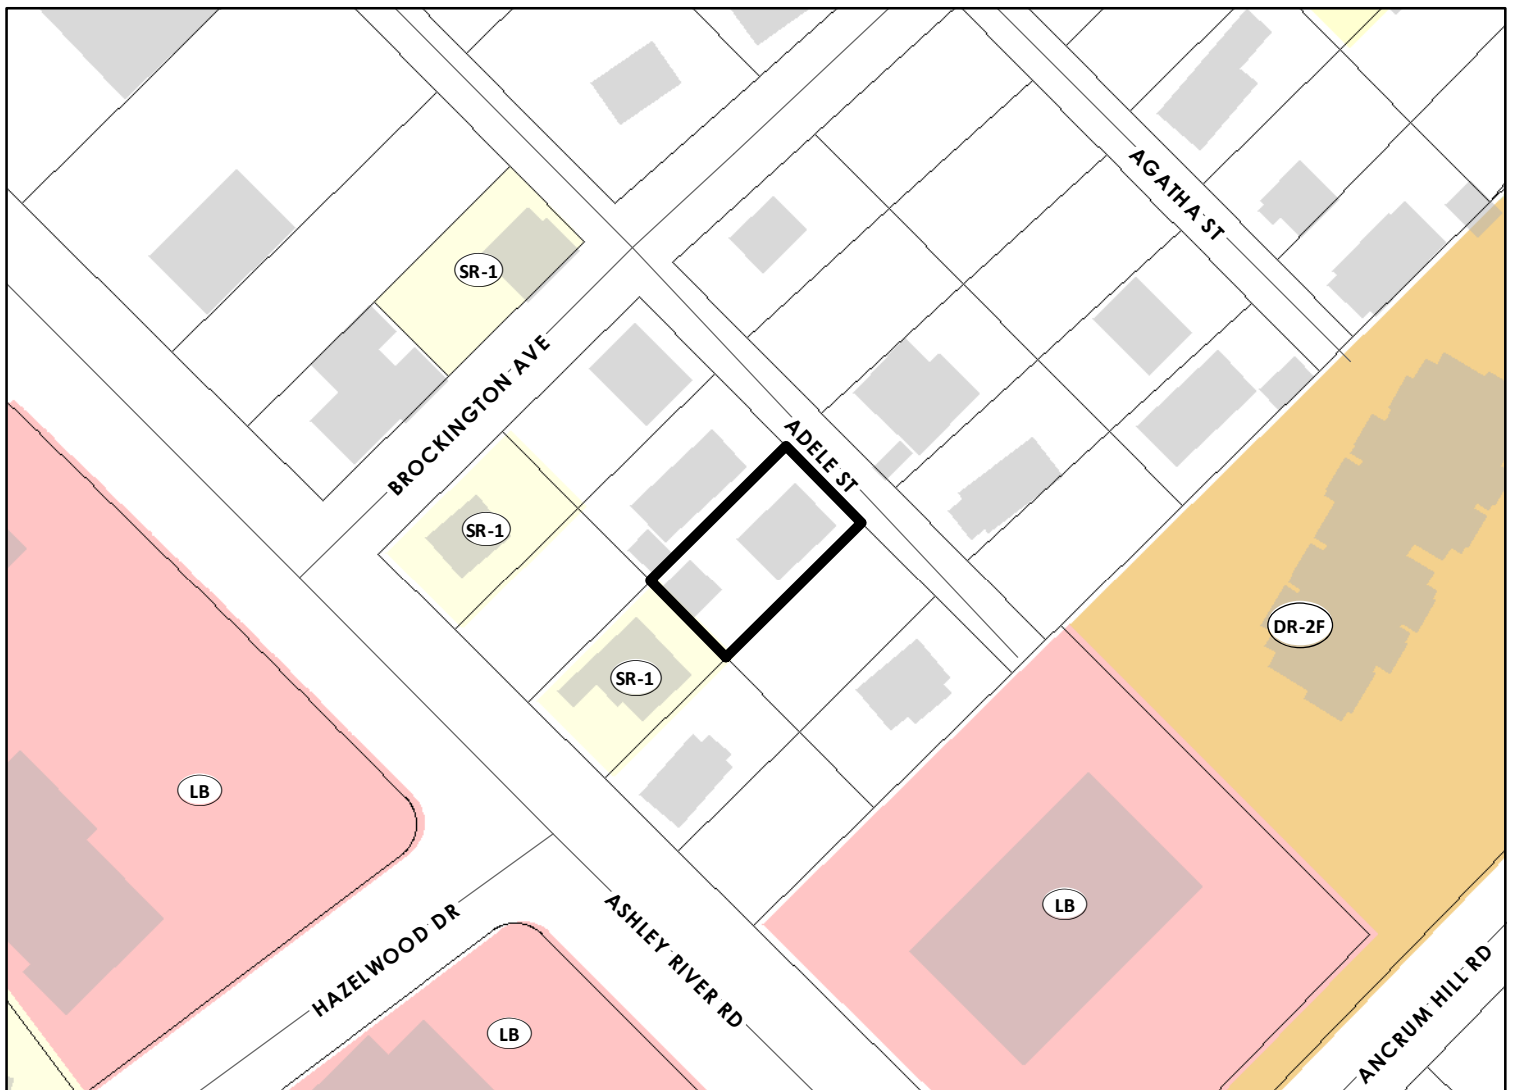 AGATHA ST
SR-1
BROCKINGTON AVE
ADELE ST
SR-1
DR-2F
SR-1
LB
LB
HAZELWOOD DR
ASHLEY RIVER RD
LB
ANCRUM HILL RD